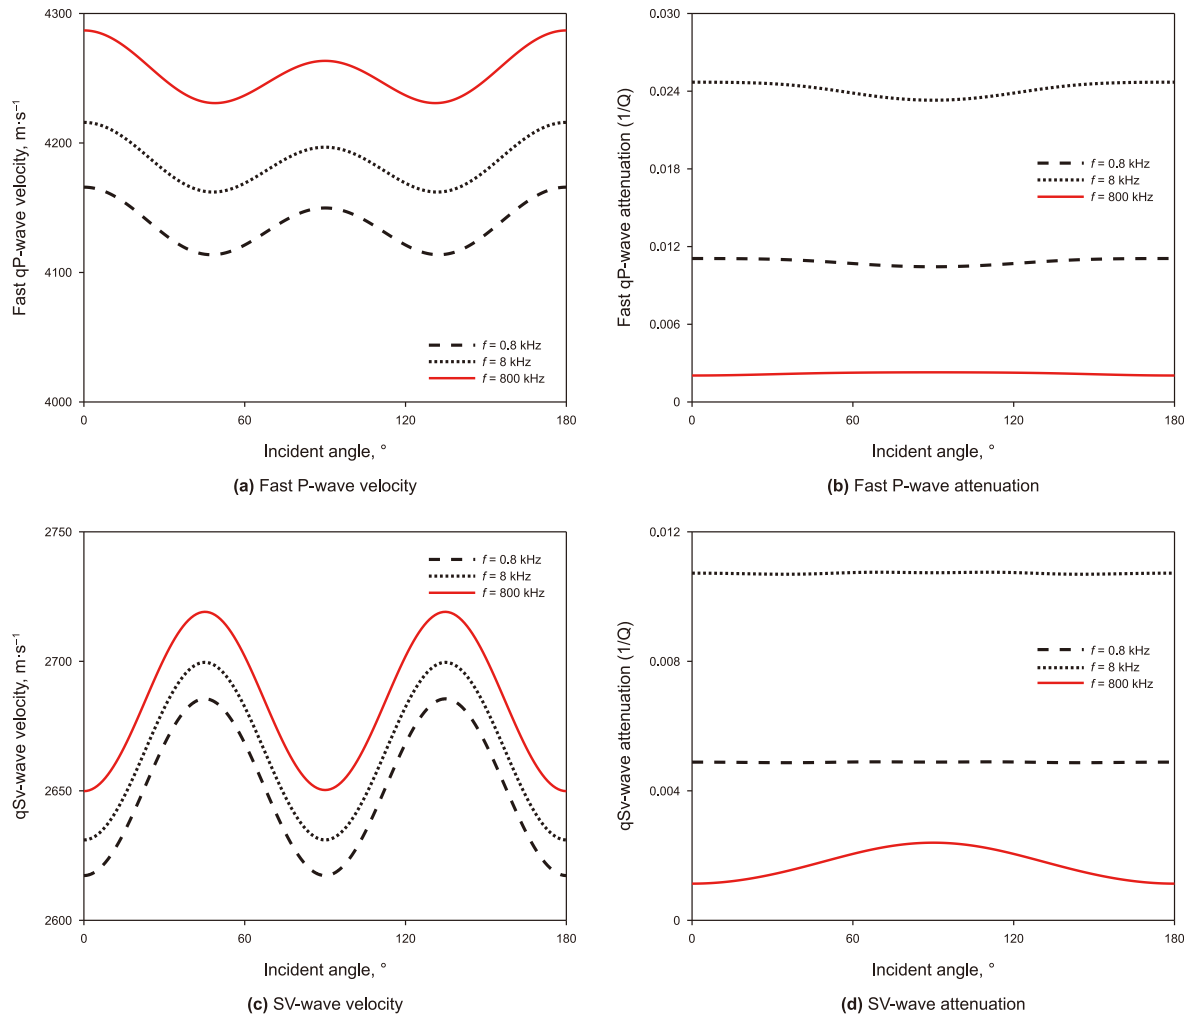 4300
4200
4100
4000
Fast qP-wave velocity, m·s⁻¹
f = 0.8 kHz
f = 8 kHz
f = 800 kHz
0
60
120
180
Incident angle, °
(a) Fast P-wave velocity
0.030
0.024
0.018
0.012
0.006
0
Fast qP-wave attenuation (1/Q)
f = 0.8 kHz
f = 8 kHz
f = 800 kHz
0
60
120
180
Incident angle, °
(b) Fast P-wave attenuation
2750
2700
2650
2600
qSv-wave velocity, m·s⁻¹
f = 0.8 kHz
f = 8 kHz
f = 800 kHz
0
60
120
180
Incident angle, °
(c) SV-wave velocity
0.012
0.008
0.004
0
qSv-wave attenuation (1/Q)
f = 0.8 kHz
f = 8 kHz
f = 800 kHz
0
60
120
180
Incident angle, °
(d) SV-wave attenuation